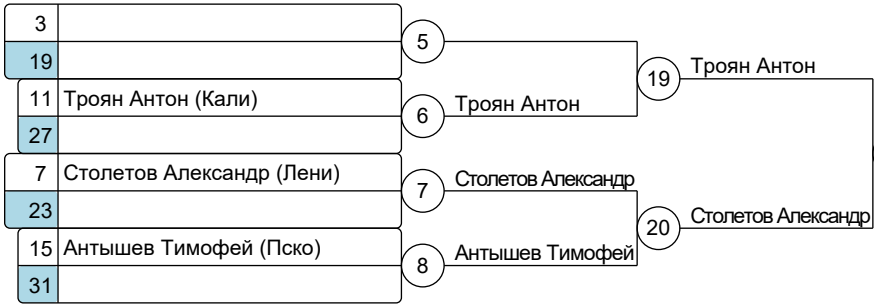 3
19
5
11 Троян Антон (Кали)
27
6
Троян Антон
19
Троян Антон
7 Столетов Александр (Лени)
23
7
Столетов Александр
15 Антышев Тимофей (Пско)
31
8
Антышев Тимофей
20
Столетов Александр